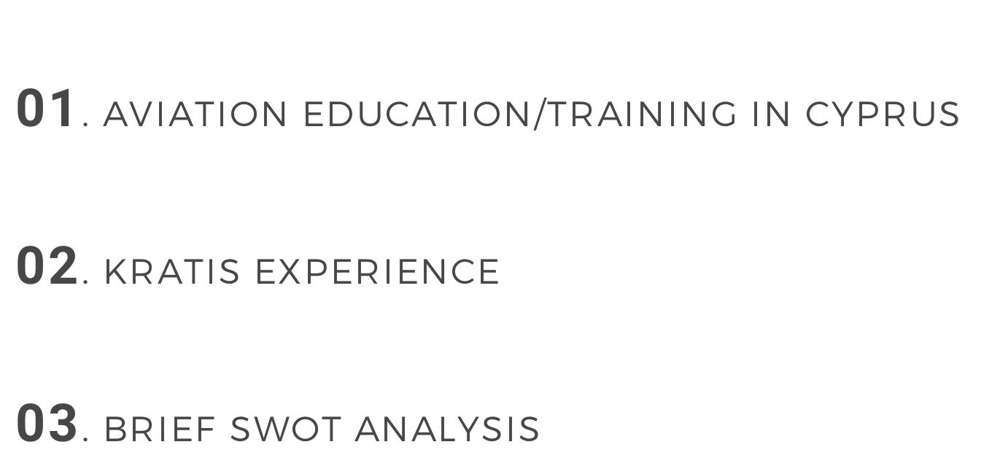 01. AVIATION EDUCATION/TRAINING IN CYPRUS
02. KRATIS EXPERIENCE
03. BRIEF SWOT ANALYSIS